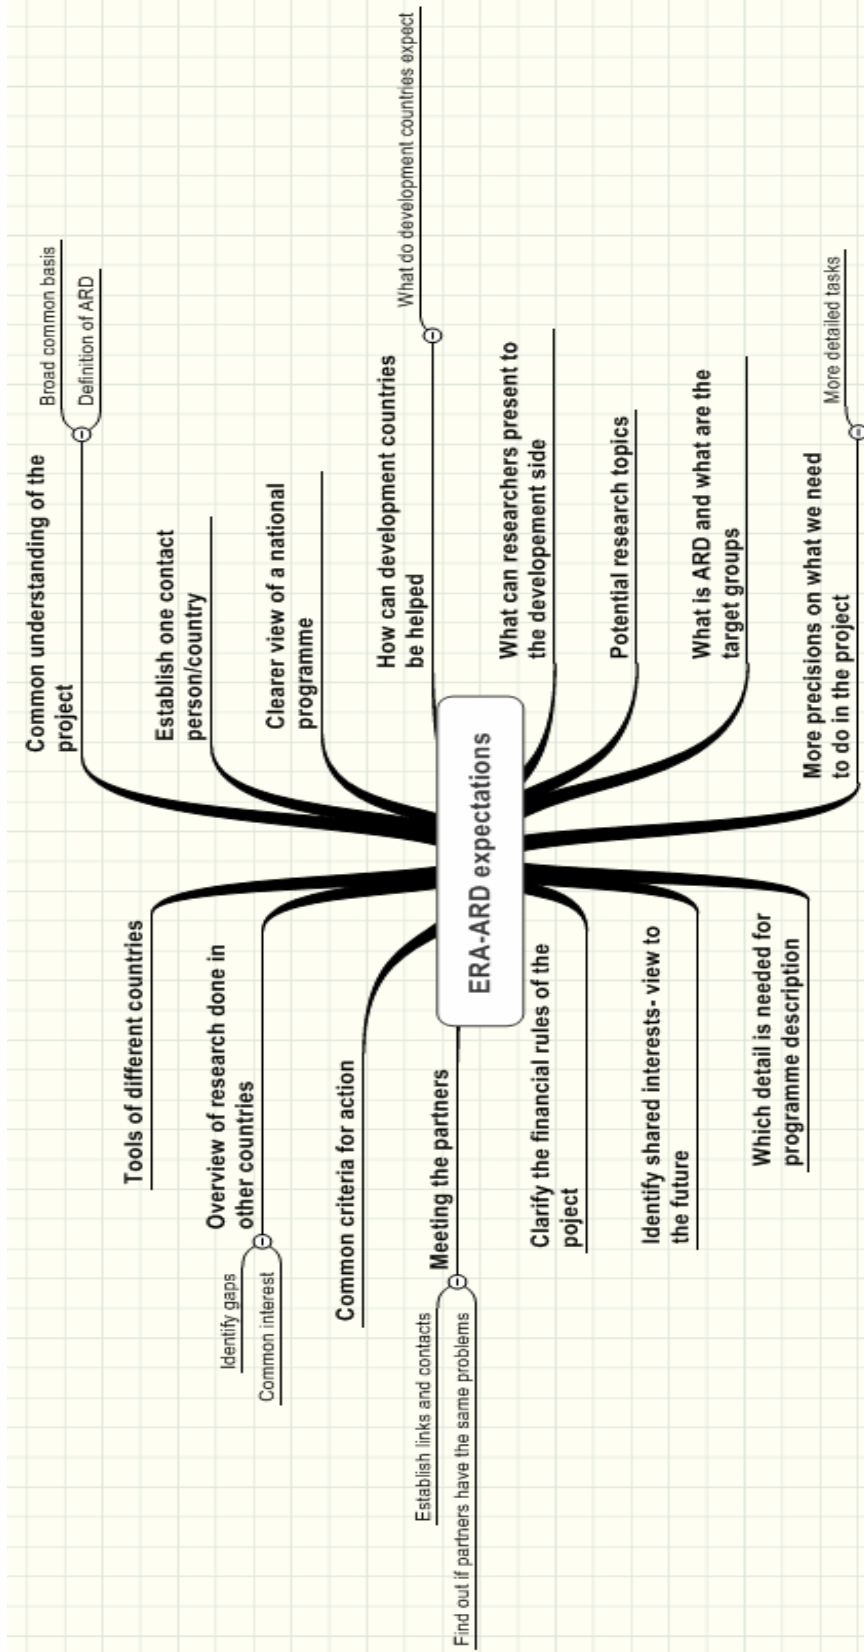 ERA-ARD expectations
Common understanding of the
project
Broad common basis
Definition of ARD
Establish one contact
person/country
Clearer view of a national
programme
How can development countries
be helped
What do development countries expect
What can researchers present to
the developement side
Potential research topics
What is ARD and what are the
target groups
More precisions on what we need
to do in the project
More detailed tasks
Tools of different countries
Overview of research done in
other countries
Identify gaps
Common interest
Common criteria for action
Meeting the partners
Establish links and contacts
Find out if partners have the same problems
Clarify the financial rules of the
poject
Identify shared interests- view to
the future
Which detail is needed for
programme description